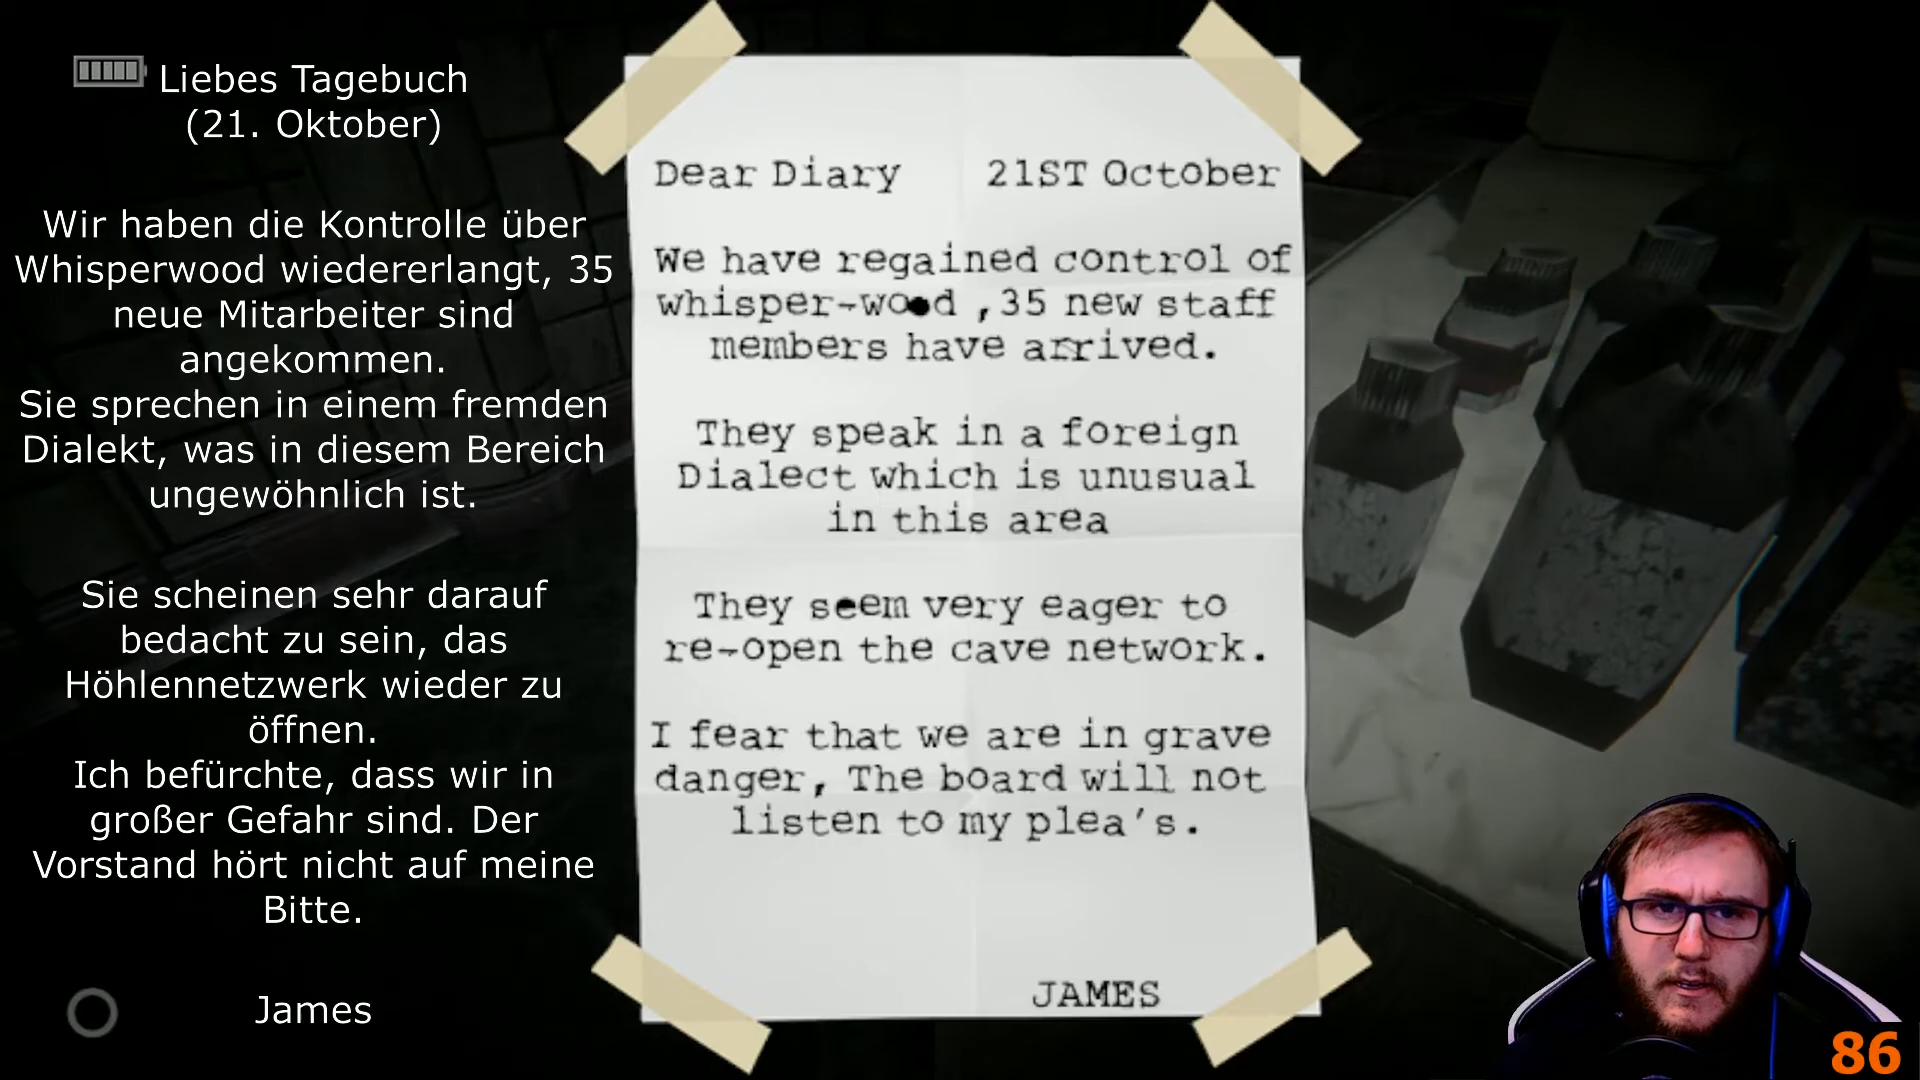 Liebes Tagebuch
(21. Oktober)
Wir haben die Kontrolle über
Whisperwood wiedererlangt, 35
neue Mitarbeiter sind
angekommen.
Sie sprechen in einem fremden
Dialekt, was in diesem Bereich
ungewöhnlich ist.
Sie scheinen sehr darauf
bedacht zu sein, das
Höhlennetzwerk wieder zu
öffnen.
Ich befürchte, dass wir in
großer Gefahr sind. Der
Vorstand hört nicht auf meine
Bitte.
James
Dear Diary 21ST October
We have regained control of
whisper-wood ,35 new staff
members have arrived.
They speak in a foreign
Dialect which is unusual
in this area
They seem very eager to
re-open the cave network.
I fear that we are in grave
danger, The board will not
listen to my plea's.
JAMES
86